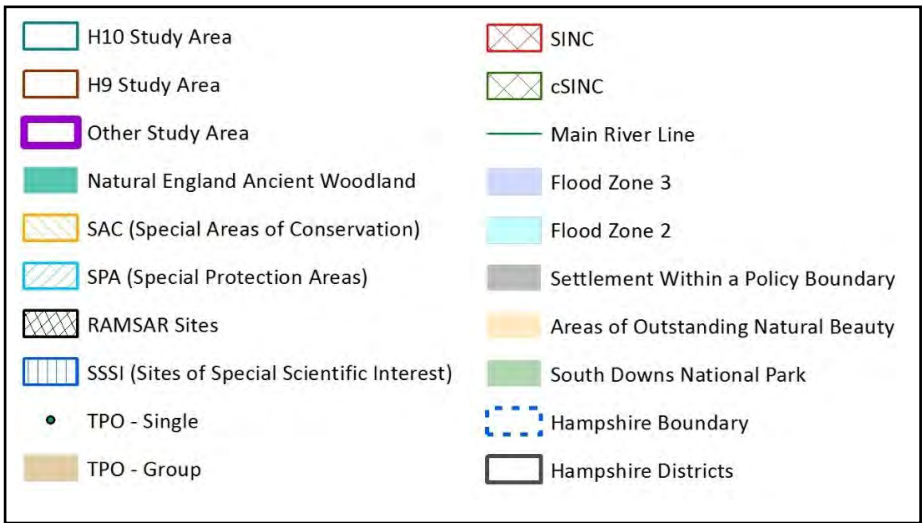 H10 Study Area
H9 Study Area
Other Study Area
Natural England Ancient Woodland
SAC (Special Areas of Conservation)
SPA (Special Protection Areas)
RAMSAR Sites
SSSI (Sites of Special Scientific Interest)
TPO - Single
TPO - Group
SINC
cSINC
Main River Line
Flood Zone 3
Flood Zone 2
Settlement Within a Policy Boundary
Areas of Outstanding Natural Beauty
South Downs National Park
Hampshire Boundary
Hampshire Districts